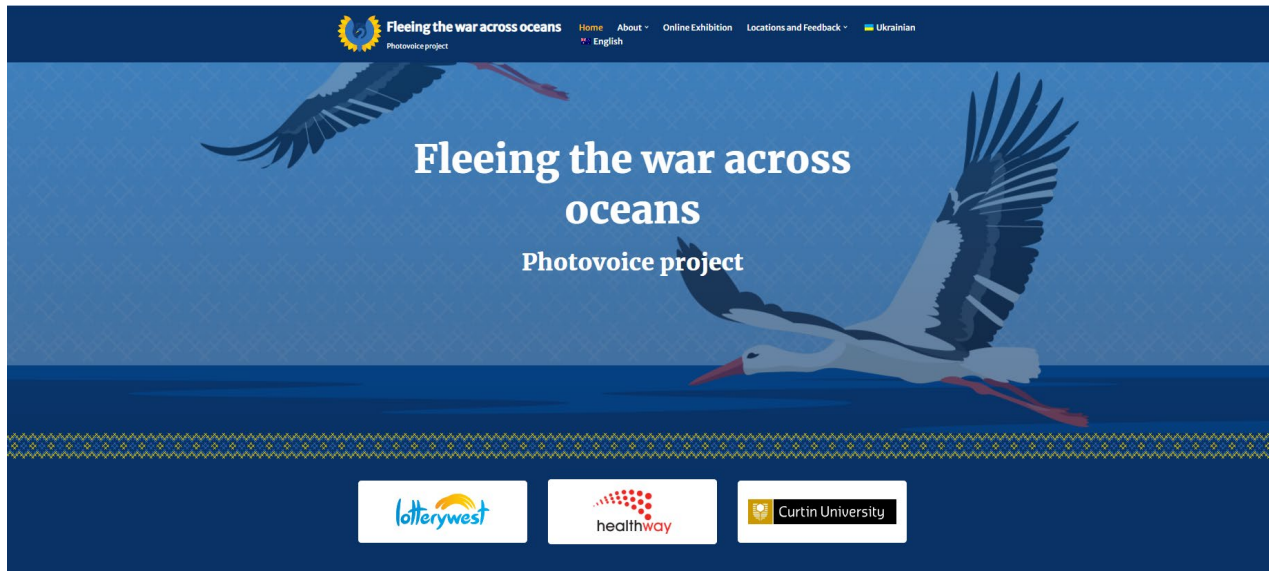 Fleeing the war across oceans
Photovoice project
Home About Online Exhibition Locations and Feedback Ukrainian
English
Fleeing the war across
oceans
Photovoice project
lotterywest
healthway
Curtin University